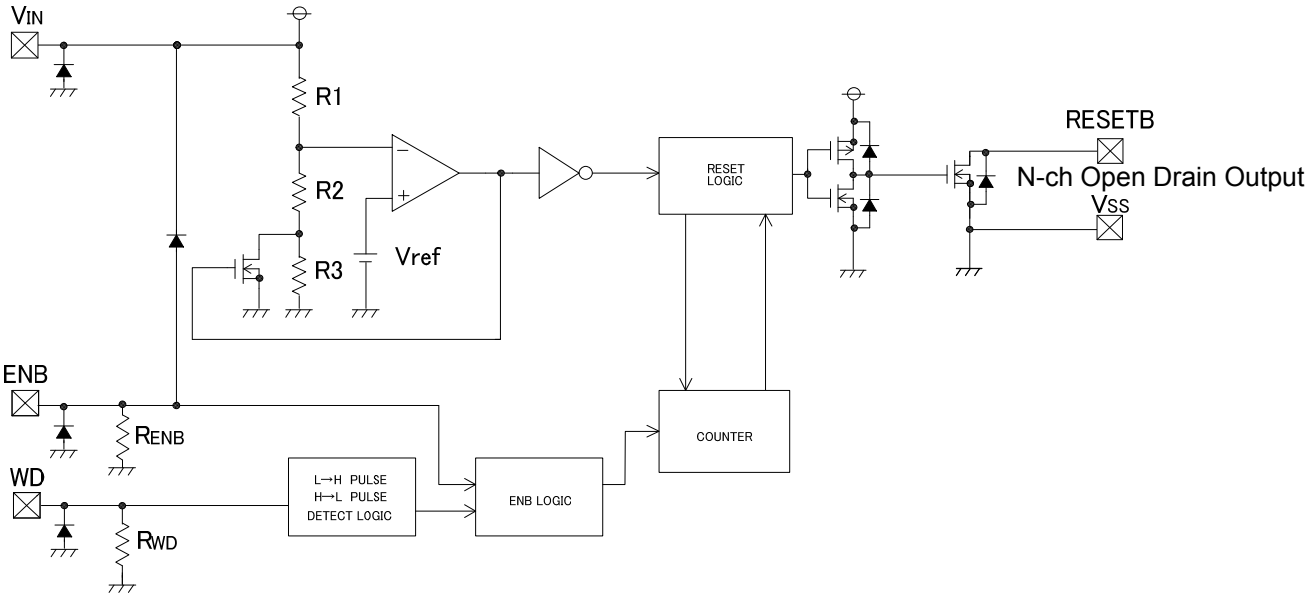 VIN
R1
RESETB
RESET
LOGIC
N-ch Open Drain Output
R2
VSS
Vref
R3
ENB
RENB
COUNTER
WD
L→H PULSE
H→L PULSE
DETECT LOGIC
ENB LOGIC
RWD